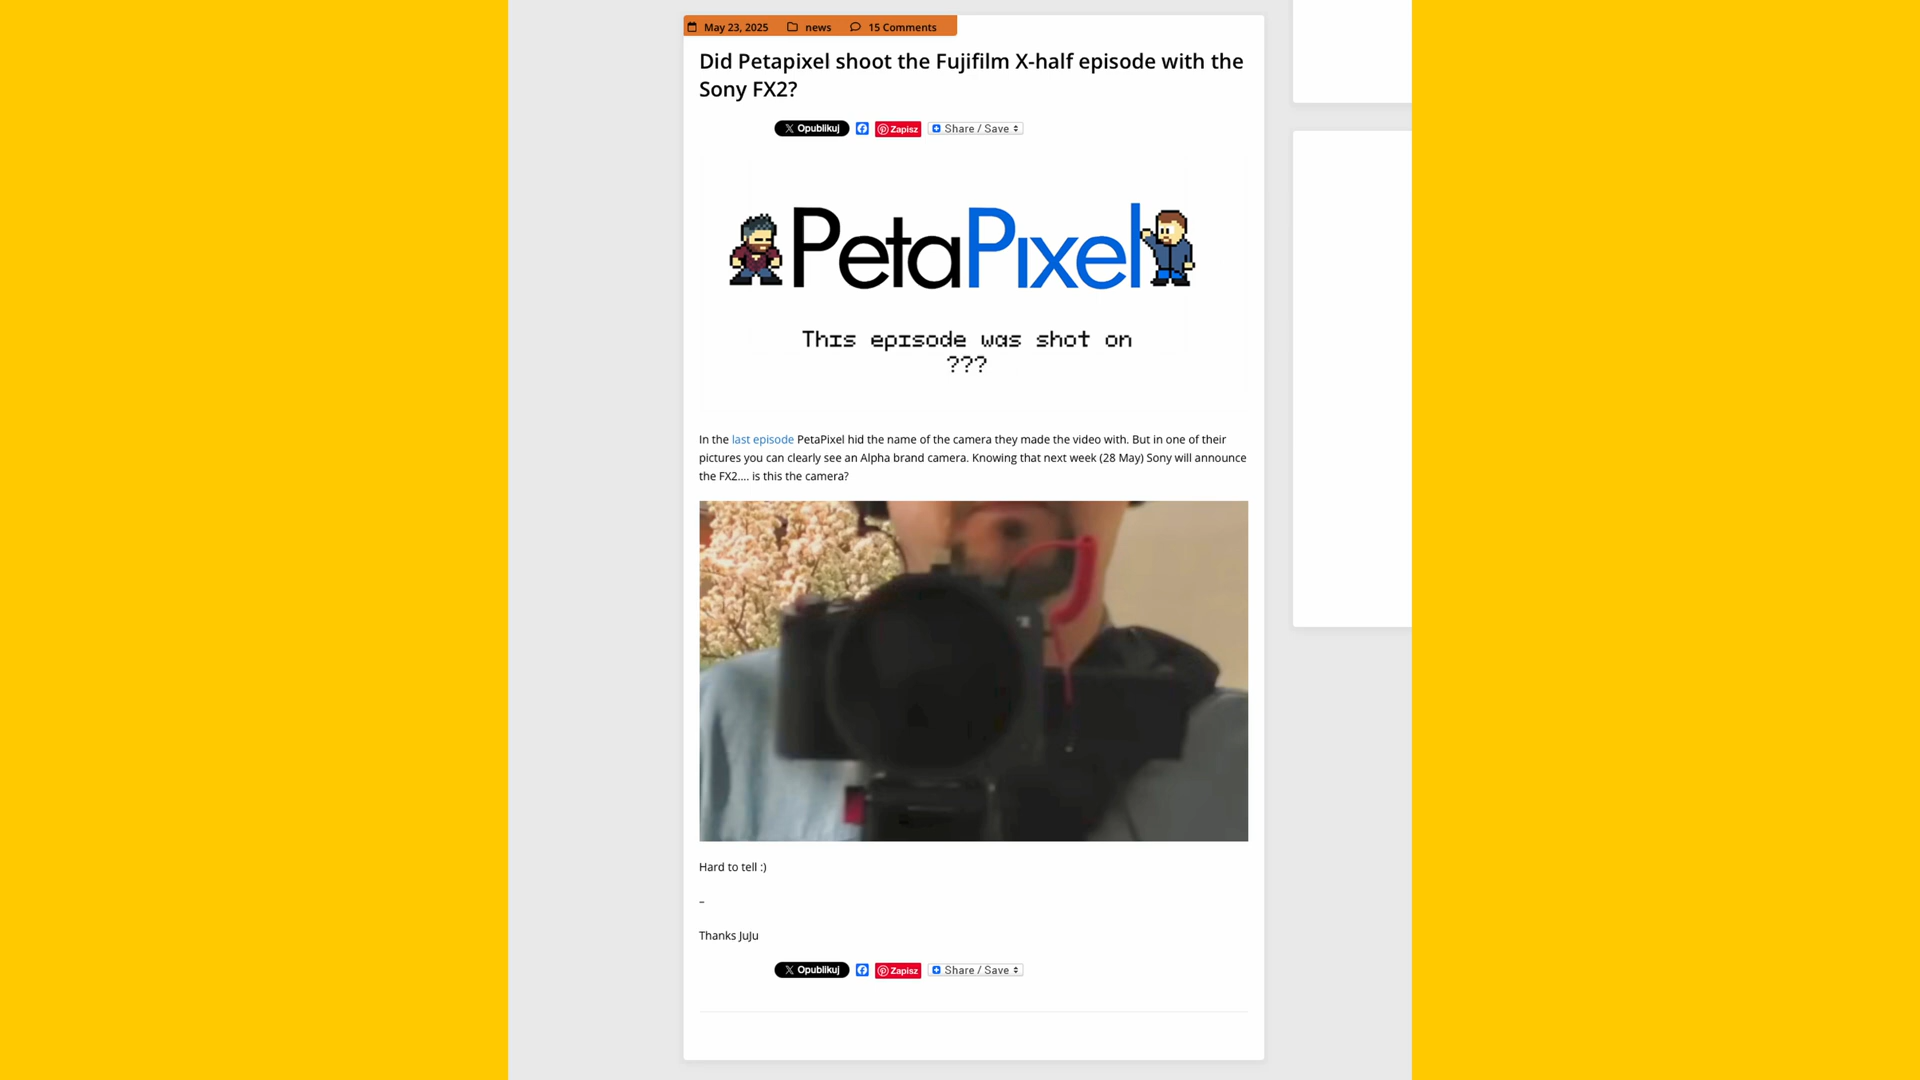 May 23, 2025 news 15 Comments
Did Petapixel shoot the Fujifilm X-half episode with the
Sony FX2?
X Opublikuj Zapisz Share / Save
PetaPixel
This episode was shot on
???
In the last episode PetaPixel hid the name of the camera they made the video with. But in one of their
pictures you can clearly see an Alpha brand camera. Knowing that next week (28 May) Sony will announce
the FX2.... is this the camera?
Hard to tell :)
–
Thanks JuJu
X Opublikuj Zapisz Share / Save